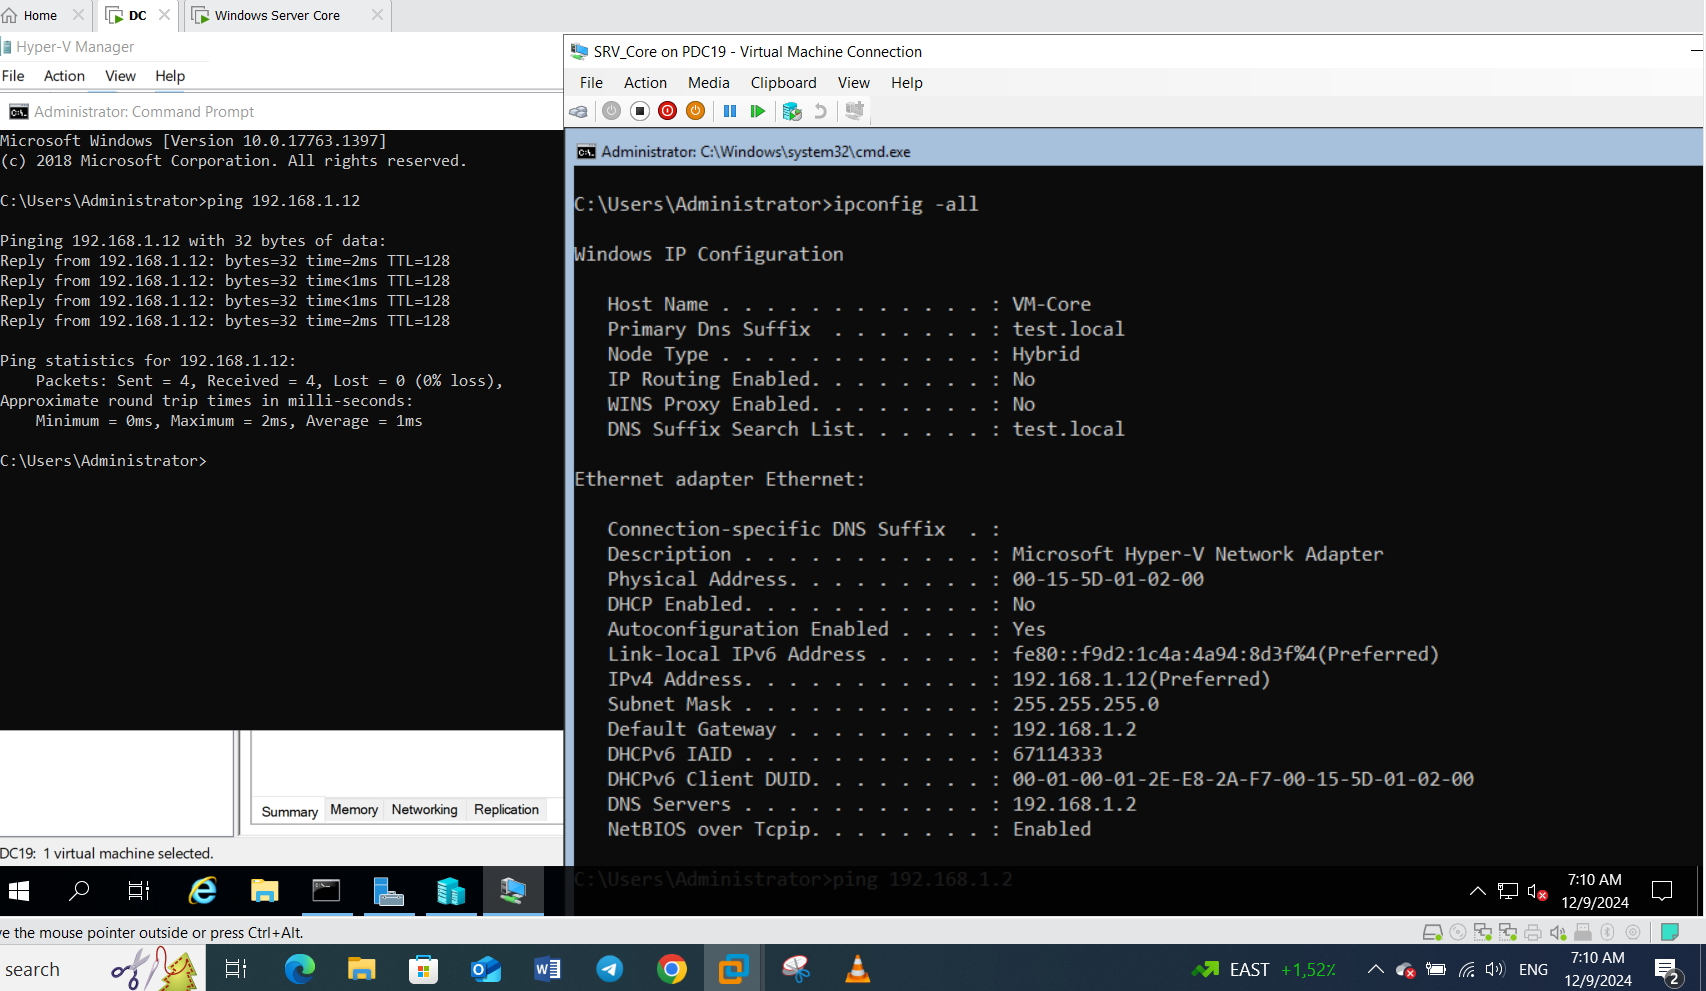 Home
DC
Windows Server Core
Hyper-V Manager
File Action View Help
Administrator: Command Prompt
Microsoft Windows [Version 10.0.17763.1397]
(c) 2018 Microsoft Corporation. All rights reserved.
C:\Users\Administrator>ping 192.168.1.12
Pinging 192.168.1.12 with 32 bytes of data:
Reply from 192.168.1.12: bytes=32 time=2ms TTL=128
Reply from 192.168.1.12: bytes=32 time<1ms TTL=128
Reply from 192.168.1.12: bytes=32 time<1ms TTL=128
Reply from 192.168.1.12: bytes=32 time=2ms TTL=128
Ping statistics for 192.168.1.12:
Packets: Sent = 4, Received = 4, Lost = 0 (0% loss),
Approximate round trip times in milli-seconds:
Minimum = 0ms, Maximum = 2ms, Average = 1ms
C:\Users\Administrator>
Summary Memory Networking Replication
DC19: 1 virtual machine selected.
SRV_Core on PDC19 - Virtual Machine Connection
File Action Media Clipboard View Help
Administrator: C:\Windows\system32\cmd.exe
C:\Users\Administrator>ipconfig -all
Windows IP Configuration
Host Name . . . . . . . . . . . . : VM-Core
Primary Dns Suffix . . . . . . . : test.local
Node Type . . . . . . . . . . . . : Hybrid
IP Routing Enabled. . . . . . . . : No
WINS Proxy Enabled. . . . . . . . : No
DNS Suffix Search List. . . . . . : test.local
Ethernet adapter Ethernet:
Connection-specific DNS Suffix . :
Description . . . . . . . . . . . : Microsoft Hyper-V Network Adapter
Physical Address. . . . . . . . . : 00-15-5D-01-02-00
DHCP Enabled. . . . . . . . . . . : No
Autoconfiguration Enabled . . . . : Yes
Link-local IPv6 Address . . . . . : fe80::f9d2:1c4a:4a94:8d3f%4(Preferred)
IPv4 Address. . . . . . . . . . . : 192.168.1.12(Preferred)
Subnet Mask . . . . . . . . . . . : 255.255.255.0
Default Gateway . . . . . . . . . : 192.168.1.2
DHCPv6 IAID . . . . . . . . . . . : 67114333
DHCPv6 Client DUID. . . . . . . . : 00-01-00-01-2E-E8-2A-F7-00-15-5D-01-02-00
DNS Servers . . . . . . . . . . . : 192.168.1.2
NetBIOS over Tcpip. . . . . . . . : Enabled
C:\Users\Administrator>ping 192.168.1.2
7:10 AM
12/9/2024
ve the mouse pointer outside or press Ctrl+Alt.
search
EAST +1,52%
ENG
7:10 AM
12/9/2024
2